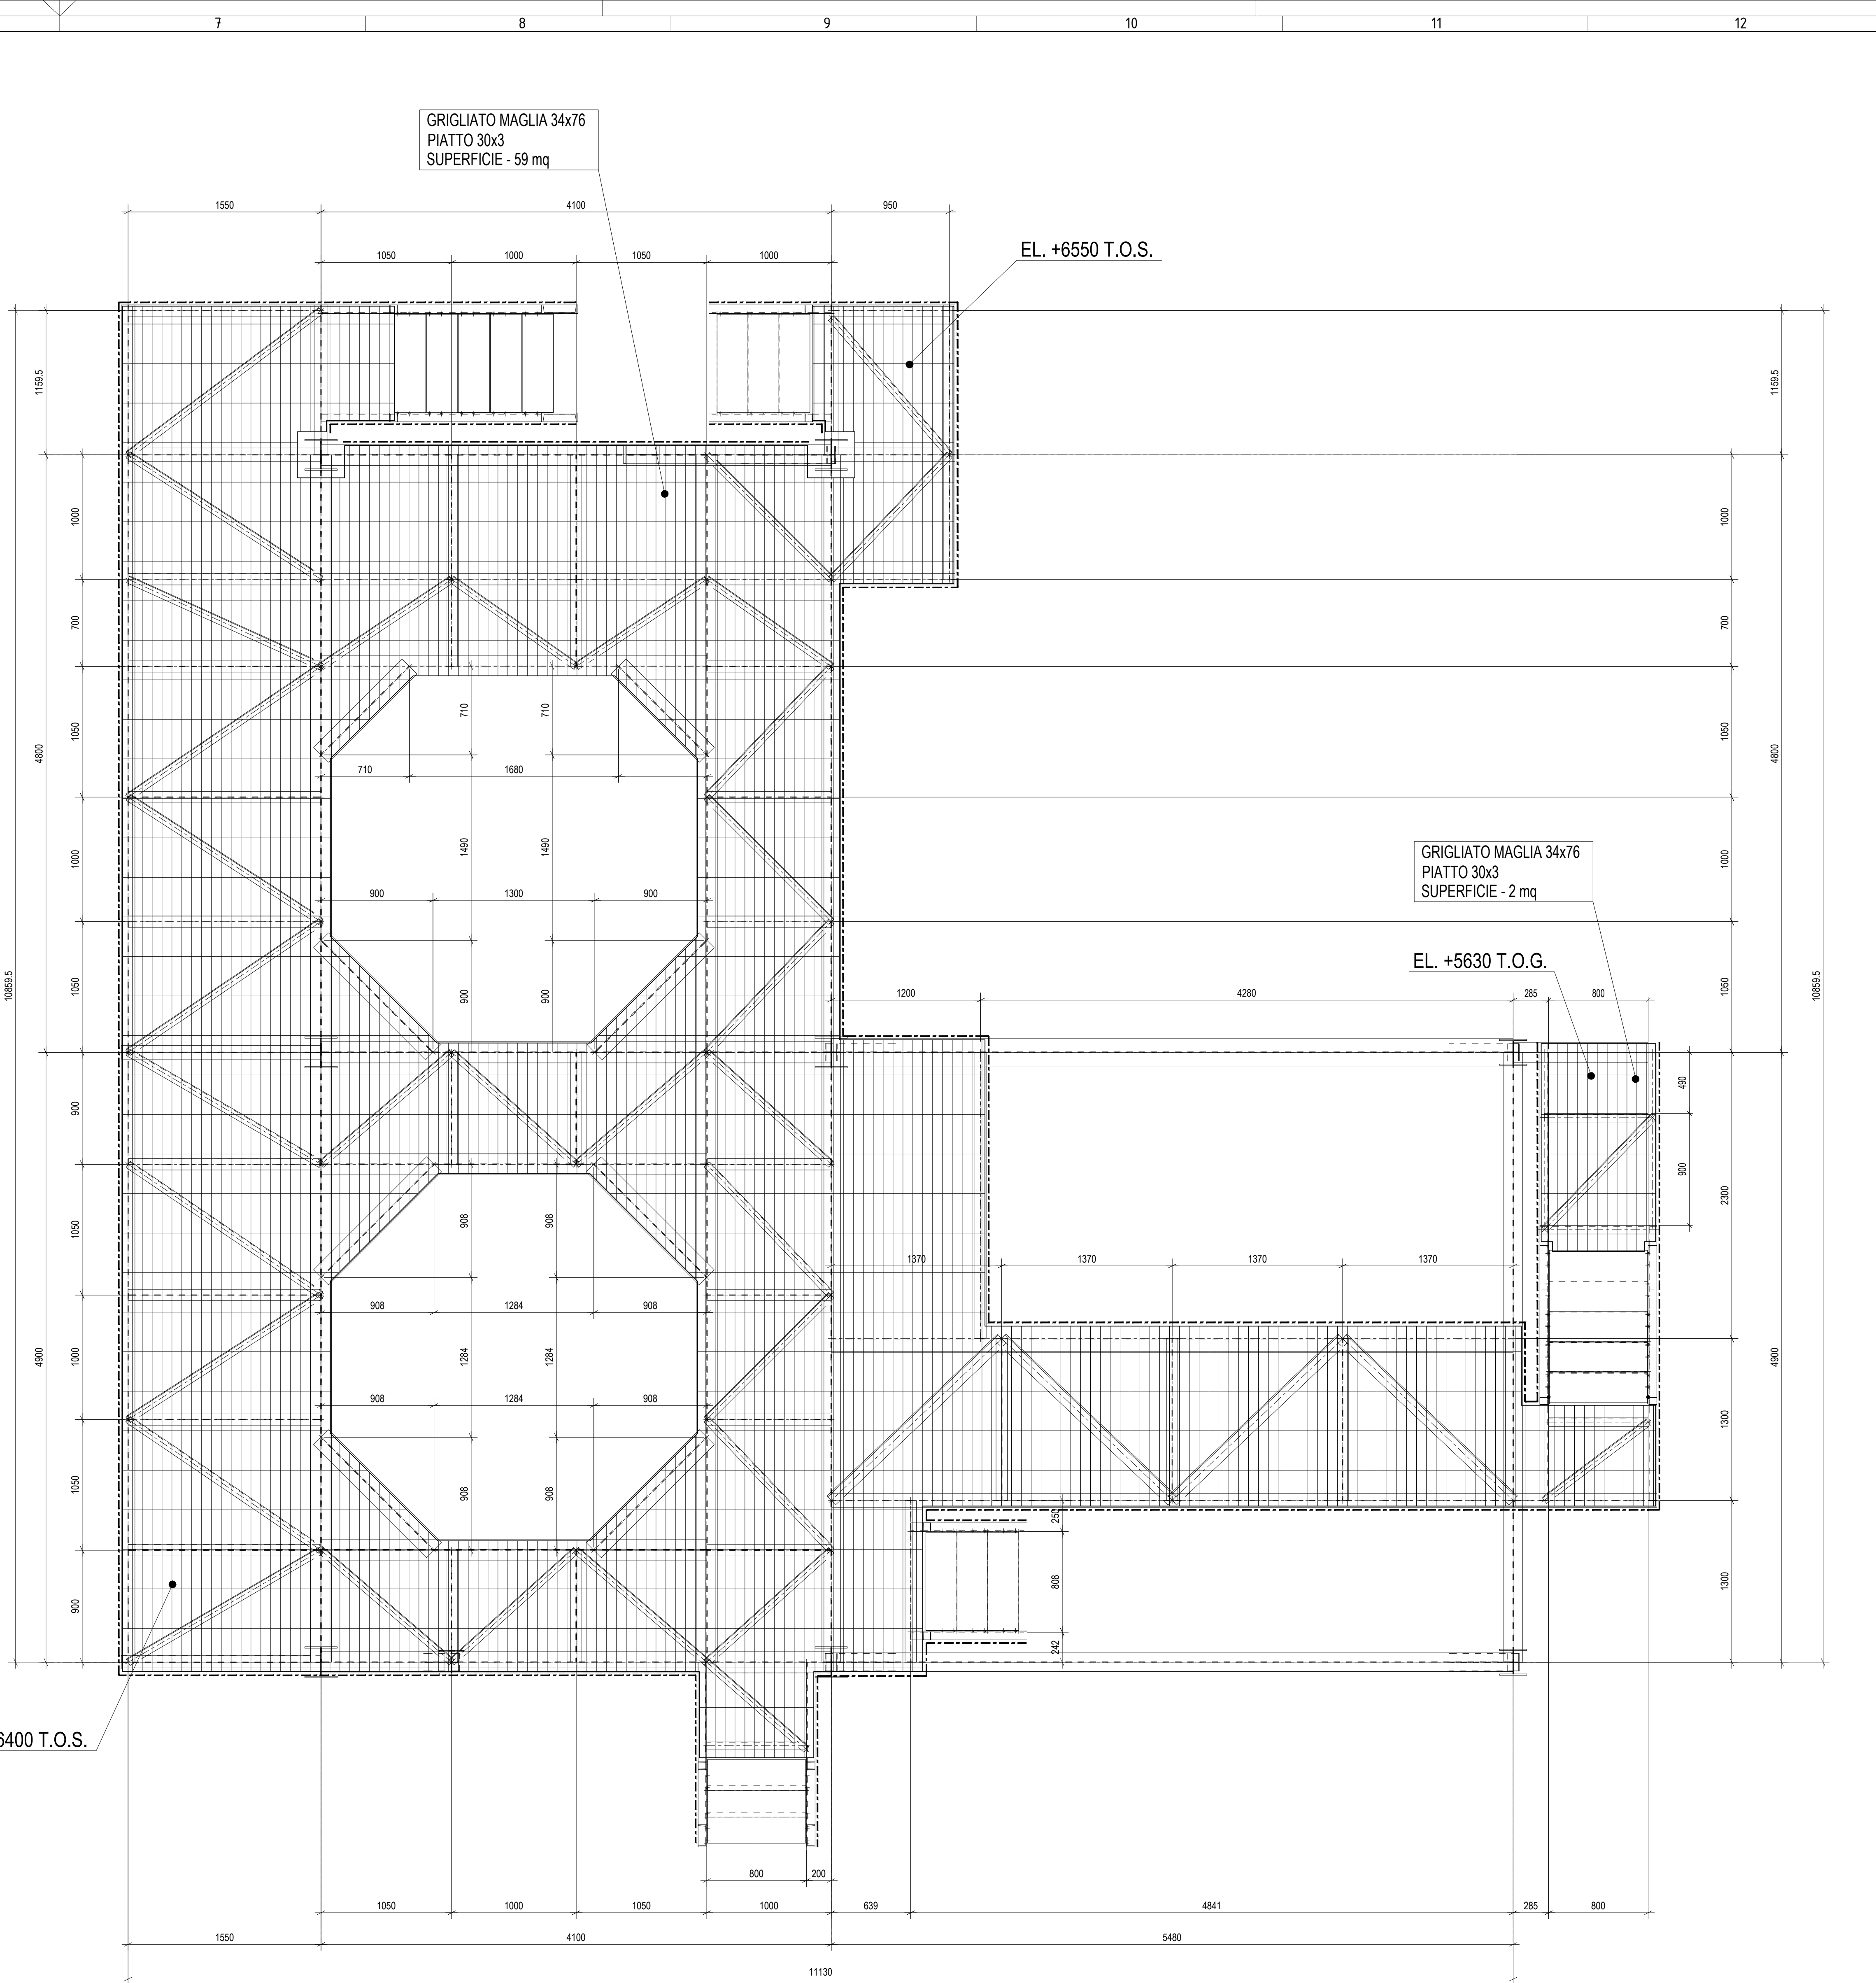 7 8 9 10 11 12
GRIGLIATO MAGLIA 34x76
PIATTO 30x3
SUPERFICIE - 59 mq
1550 4100 950
EL. +6550 T.O.S.
1050 1000 1050 1000
1159.5 1159.5
1000 1000
700 700
710 710
1050 1050
4800 4800
710 1680
GRIGLIATO MAGLIA 34x76
PIATTO 30x3
SUPERFICIE - 2 mq
1490 1490
1000 1000
900 1300 900
EL. +5630 T.O.G.
10859.5 10859.5
1050 900 900 1050
1200 4280 285 800
490
900
900
908 908
1050 2300
1370 1370 1370 1370
908 1284 908
4900 1000 1284 1284 4900
908 1284 908
1300
1050 908 908
250
808
900 1300
242
6400 T.O.S.
800 200
1050 1000 1050 1000 639 4841 285 800
1550 4100 5480
11130